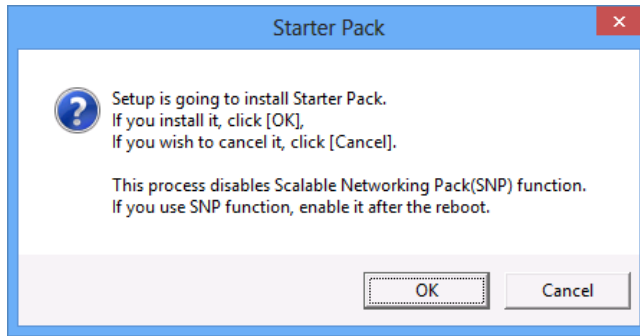 Starter Pack
Setup is going to install Starter Pack.
If you install it, click [OK],
If you wish to cancel it, click [Cancel].
This process disables Scalable Networking Pack(SNP) function.
If you use SNP function, enable it after the reboot.
OK
Cancel